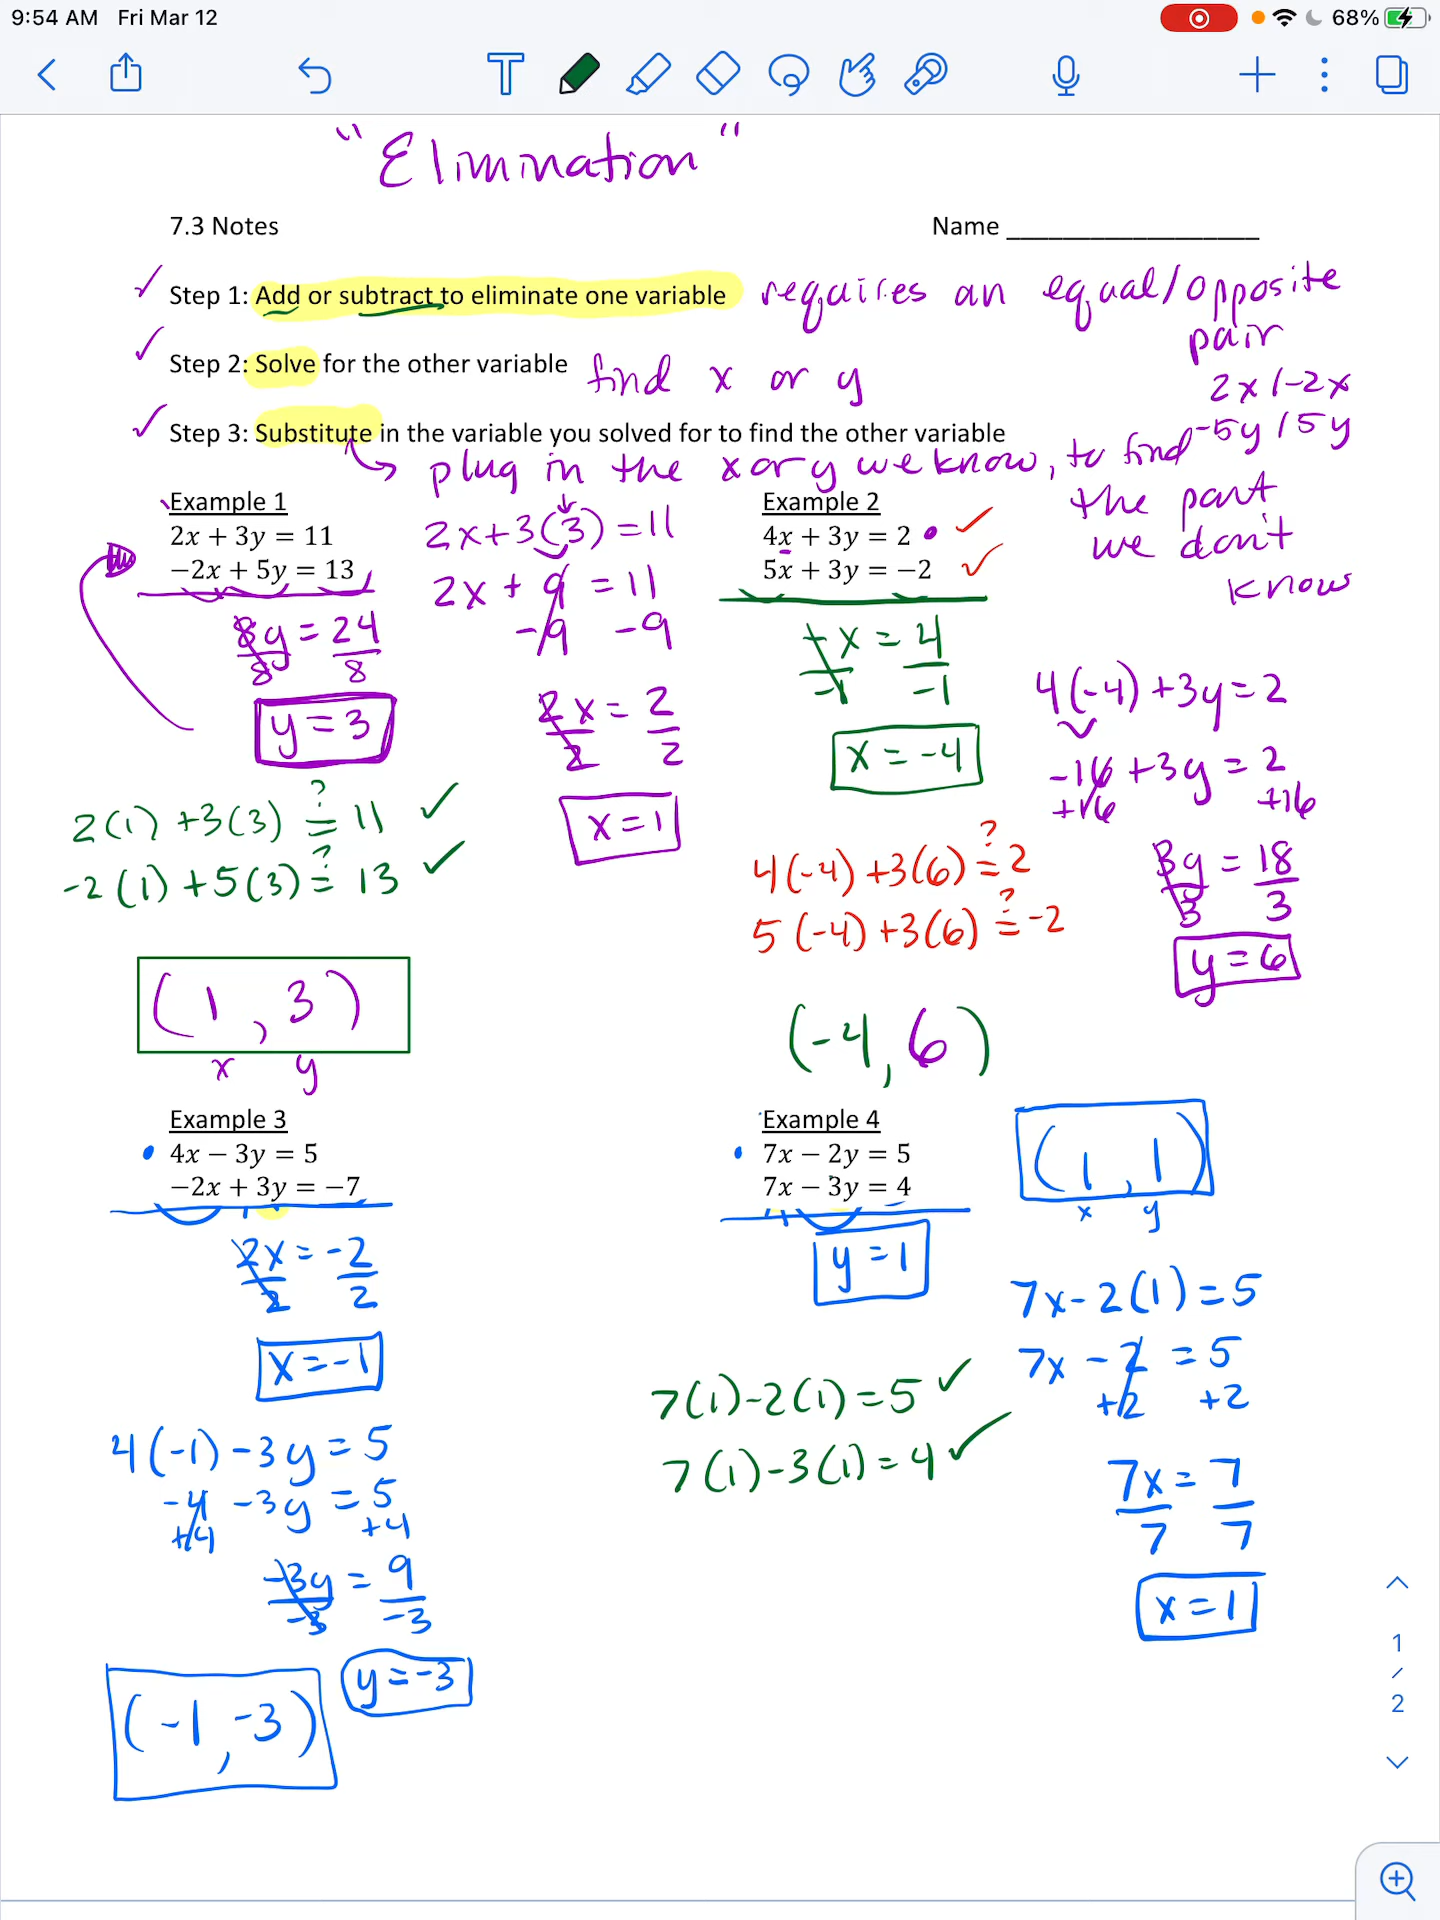 9:54 AM Fri Mar 12
68%
"Elimination"
7.3 Notes
Name ___________________
Step 1: Add or subtract to eliminate one variable requires an equal/opposite
pair
Step 2: Solve for the other variable find x or y
2x/-2x
Step 3: Substitute in the variable you solved for to find the other variable
-5y/5y
plug in the x or y we know, to find
the part
we don't
know
Example 1
2x + 3y = 11
−2x + 5y = 13
8y = 24
8 8
y = 3
2x+3(3) = 11
2x + 9 = 11
-9 -9
2x = 2
2 2
x = 1
2(1) +3(3) ?= 11 ✓
-2(1) +5(3) ?= 13 ✓
(1, 3)
x y
Example 2
4x + 3y = 2
5x + 3y = −2
-x = 4
-1 -1
x = -4
4(-4) +3y = 2
-16 +3y = 2
+16 +16
3y = 18
3 3
y = 6
4(-4) +3(6) ?= 2
5(-4) +3(6) ?= -2
(-4, 6)
Example 3
4x − 3y = 5
−2x + 3y = −7
2x = -2
2 2
x = -1
4(-1) -3y = 5
-4 -3y = 5
+4 +4
-3y = 9
-3 -3
y = -3
(-1, -3)
Example 4
7x − 2y = 5
7x − 3y = 4
y = 1
(1, 1)
x y
7x-2(1) = 5
7x - 2 = 5
+2 +2
7x = 7
7 7
x = 1
7(1)-2(1) = 5 ✓
7(1)-3(1) = 4 ✓
1
/
2